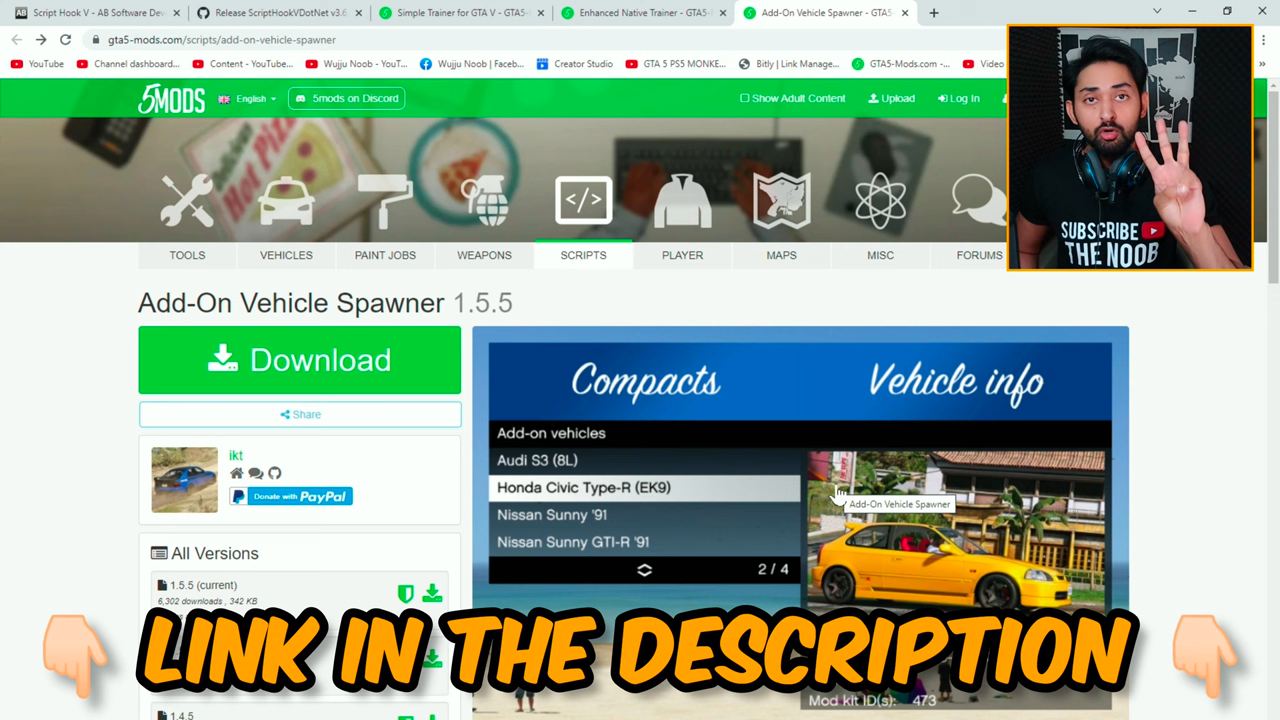 AB Script Hook V - AB Software Dev
Release ScriptHookVDotNet v3.6.
Simple Trainer for GTA V - GTA5-
Enhanced Native Trainer - GTA5-
Add-On Vehicle Spawner - GTA5-
gta5-mods.com/scripts/add-on-vehicle-spawner
YouTube
Channel dashboard...
Content - YouTube...
Wujju Noob - YouT...
Wujju Noob | Faceb...
Creator Studio
GTA 5 PS5 MONKE...
Bitly | Link Manage...
GTA5-Mods.com -...
Video
5MODS
English
5mods on Discord
Show Adult Content
Upload
Log In
Delicious
Hot Pizza
TOOLS
VEHICLES
PAINT JOBS
WEAPONS
SCRIPTS
PLAYER
MAPS
MISC
FORUMS
SUBSCRIBE
THE NOOB
Add-On Vehicle Spawner 1.5.5
Download
Share
ikt
Donate with PayPal
All Versions
1.5.5 (current)
6,302 downloads , 342 KB
1.4.5
Compacts
Vehicle info
Add-on vehicles
Audi S3 (8L)
Honda Civic Type-R (EK9)
Nissan Sunny '91
Nissan Sunny GTI-R '91
2 / 4
Add-On Vehicle Spawner
LINK IN THE DESCRIPTION
Mod kit ID(s): 473